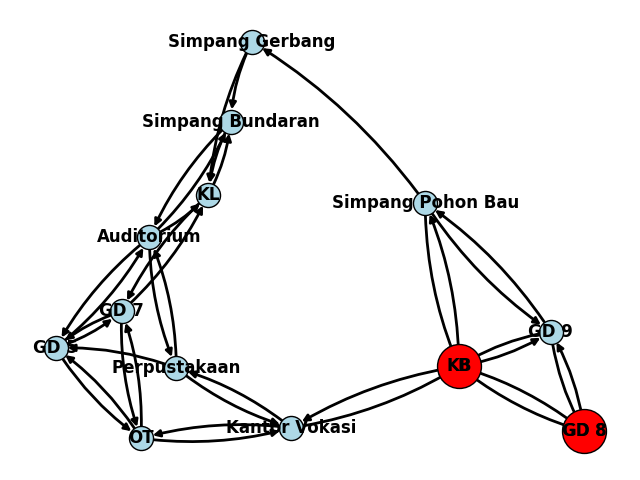 Simpang Gerbang
Simpang Bundaran
KL
Simpang Pohon Bau
Auditorium
GD 7
GD 9
GD
Perpustakaan
KB
Kantor Vokasi
GD 8
OT